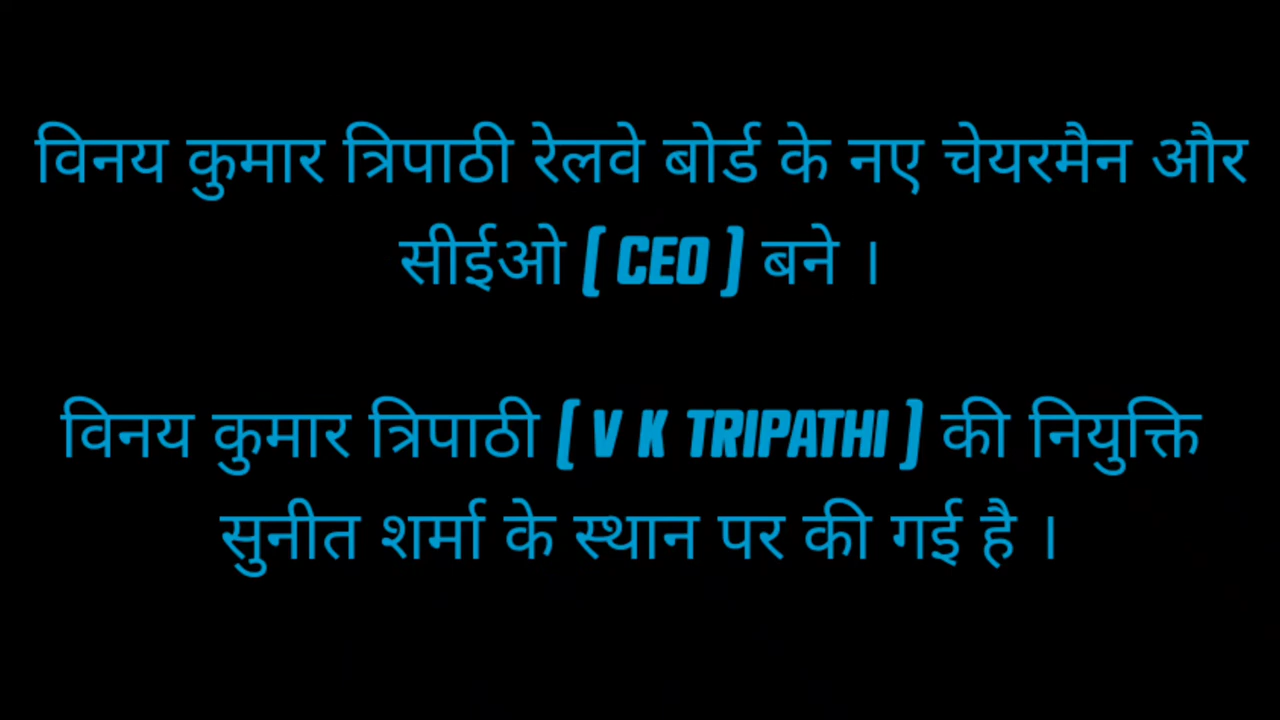 विनय कुमार त्रिपाठी रेलवे बोर्ड के नए चेयरमैन और
सीईओ ( CEO ) बने ।
विनय कुमार त्रिपाठी ( V K TRIPATHI ) की नियुक्ति
सुनीत शर्मा के स्थान पर की गई है ।